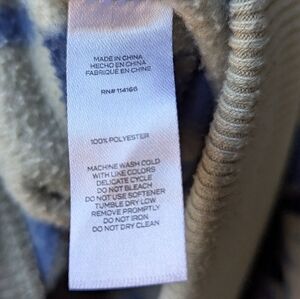 MADE IN CHINA
HECHO EN CHINA
FABRIQUE EN CHINE
RN# 114166
100% POLYESTER
MACHINE WASH COLD
WITH LINE COLORS
DELICATE CYCLE
DO NOT BLEACH
DO NOT USE SOFTENER
TUMBLE DRY LOW
REMOVE PROMPTLY
DO NOT IRON
DO NOT DRY CLEAN